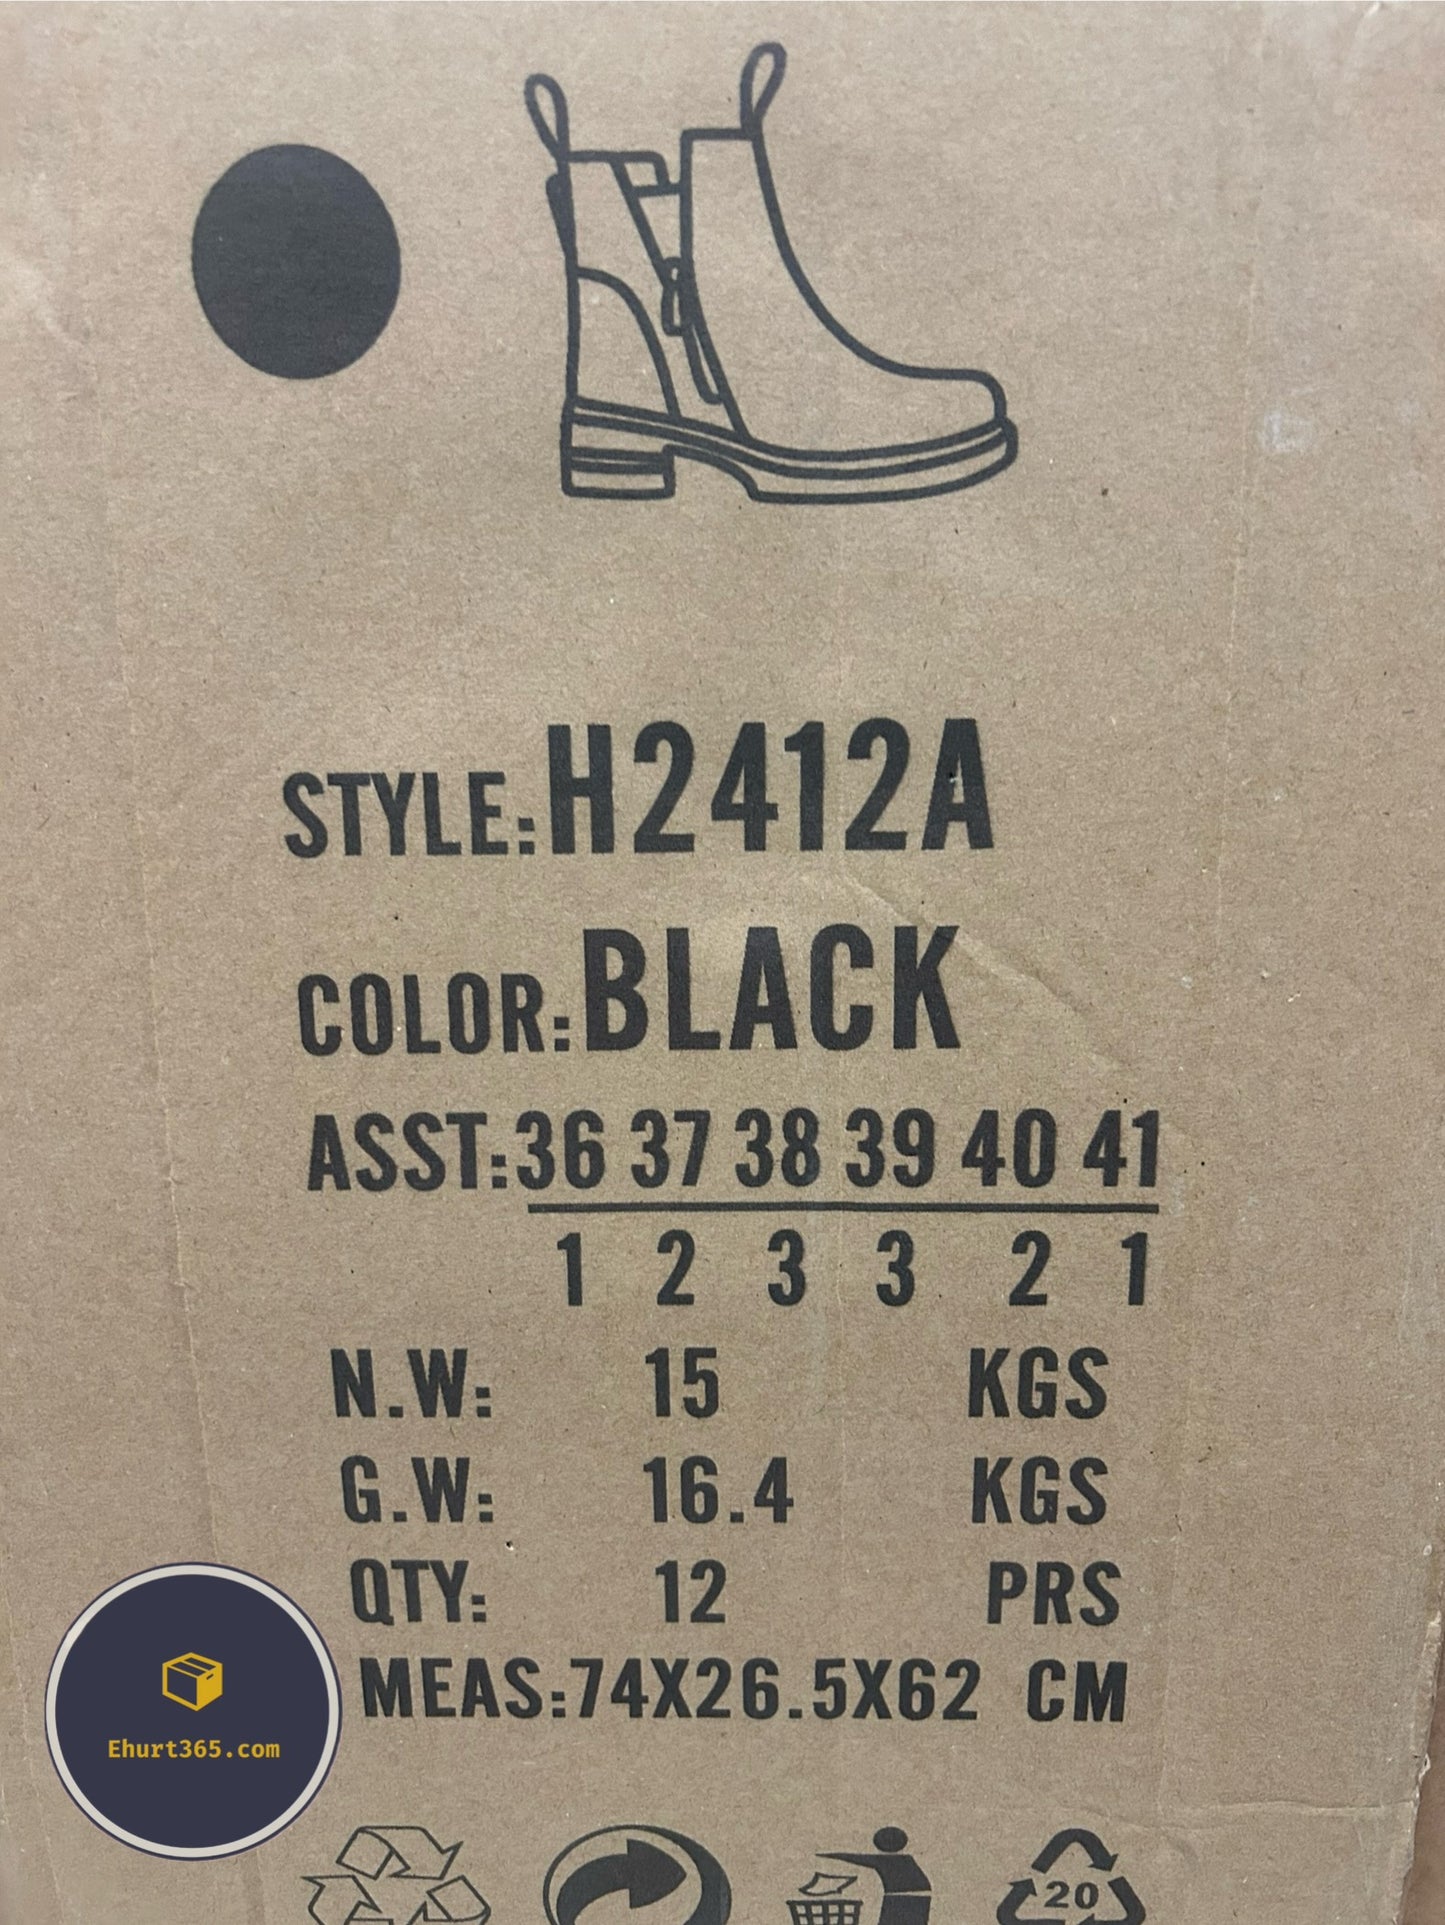 STYLE:H2412A
COLOR:BLACK
ASST:36 37 38 39 40 41
1 2 3 3 2 1
N.W: 15 KGS
G.W: 16.4 KGS
QTY: 12 PRS
MEAS:74X26.5X62 CM
Ehurt365.com
20